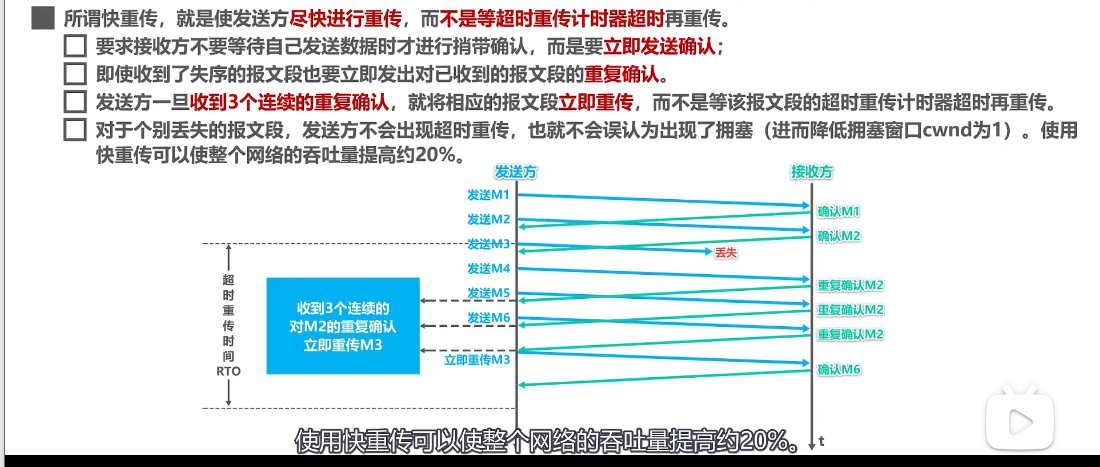 所谓快重传，就是使发送方尽快进行重传，而不是等超时重传计时器超时再重传。
要求接收方不要等待自己发送数据时才进行捎带确认，而是要立即发送确认；
即使收到了失序的报文段也要立即发出对已收到的报文段的重复确认。
发送方一旦收到3个连续的重复确认，就将相应的报文段立即重传，而不是等该报文段的超时重传计时器超时再重传。
对于个别丢失的报文段，发送方不会出现超时重传，也就不会误认为出现了拥塞（进而降低拥塞窗口cwnd为1）。使用
快重传可以使整个网络的吞吐量提高约20%。
发送方
接收方
发送M1
确认M1
发送M2
确认M2
发送M3
丢失
发送M4
重复确认M2
发送M5
重复确认M2
发送M6
重复确认M2
立即重传M3
确认M6
超
时
重
传
时
间
RTO
收到3个连续的
对M2的重复确认
立即重传M3
t
使用快重传可以使整个网络的吞吐量提高约20%。